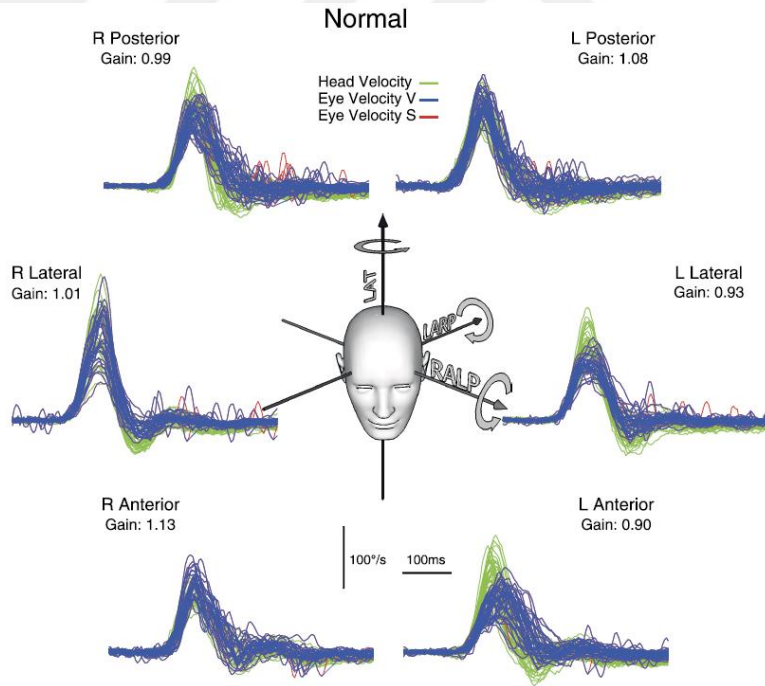 Normal
R Posterior
Gain: 0.99
L Posterior
Gain: 1.08
Head Velocity
Eye Velocity V
Eye Velocity S
R Lateral
Gain: 1.01
LAT
LARP
RALP
L Lateral
Gain: 0.93
R Anterior
Gain: 1.13
100°/s
100ms
L Anterior
Gain: 0.90